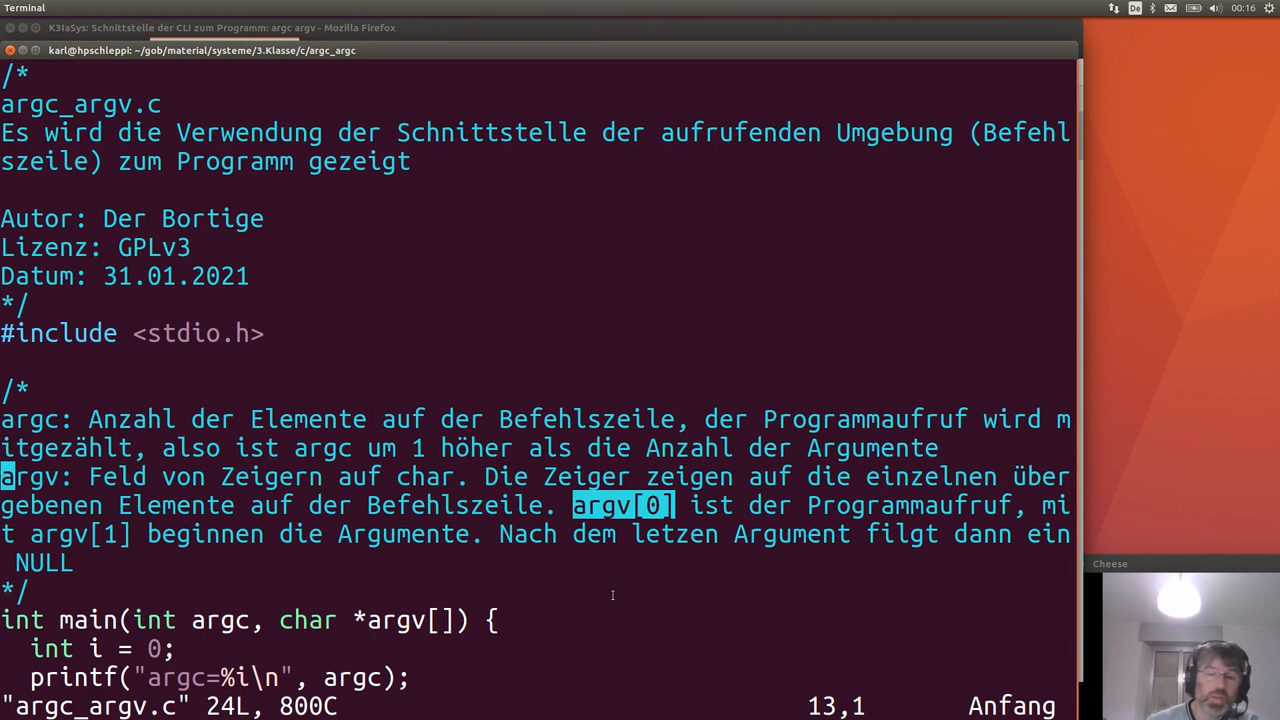 Terminal
De
00:16
K3IaSys: Schnittstelle der CLI zum Programm: argc argv - Mozilla Firefox
karl@hpschleppi: ~/gob/material/systeme/3.Klasse/c/argc_argc
/*
argc_argv.c
Es wird die Verwendung der Schnittstelle der aufrufenden Umgebung (Befehl
szeile) zum Programm gezeigt
Autor: Der Bortige
Lizenz: GPLv3
Datum: 31.01.2021
*/
#include <stdio.h>
/*
argc: Anzahl der Elemente auf der Befehlszeile, der Programmaufruf wird m
itgezählt, also ist argc um 1 höher als die Anzahl der Argumente
argv: Feld von Zeigern auf char. Die Zeiger zeigen auf die einzelnen über
gebenen Elemente auf der Befehlszeile. argv[0] ist der Programmaufruf, mi
t argv[1] beginnen die Argumente. Nach dem letzen Argument filgt dann ein
NULL
*/
int main(int argc, char *argv[]) {
int i = 0;
printf("argc=%i\n", argc);
"argc_argv.c" 24L, 800C 13,1 Anfang
Cheese